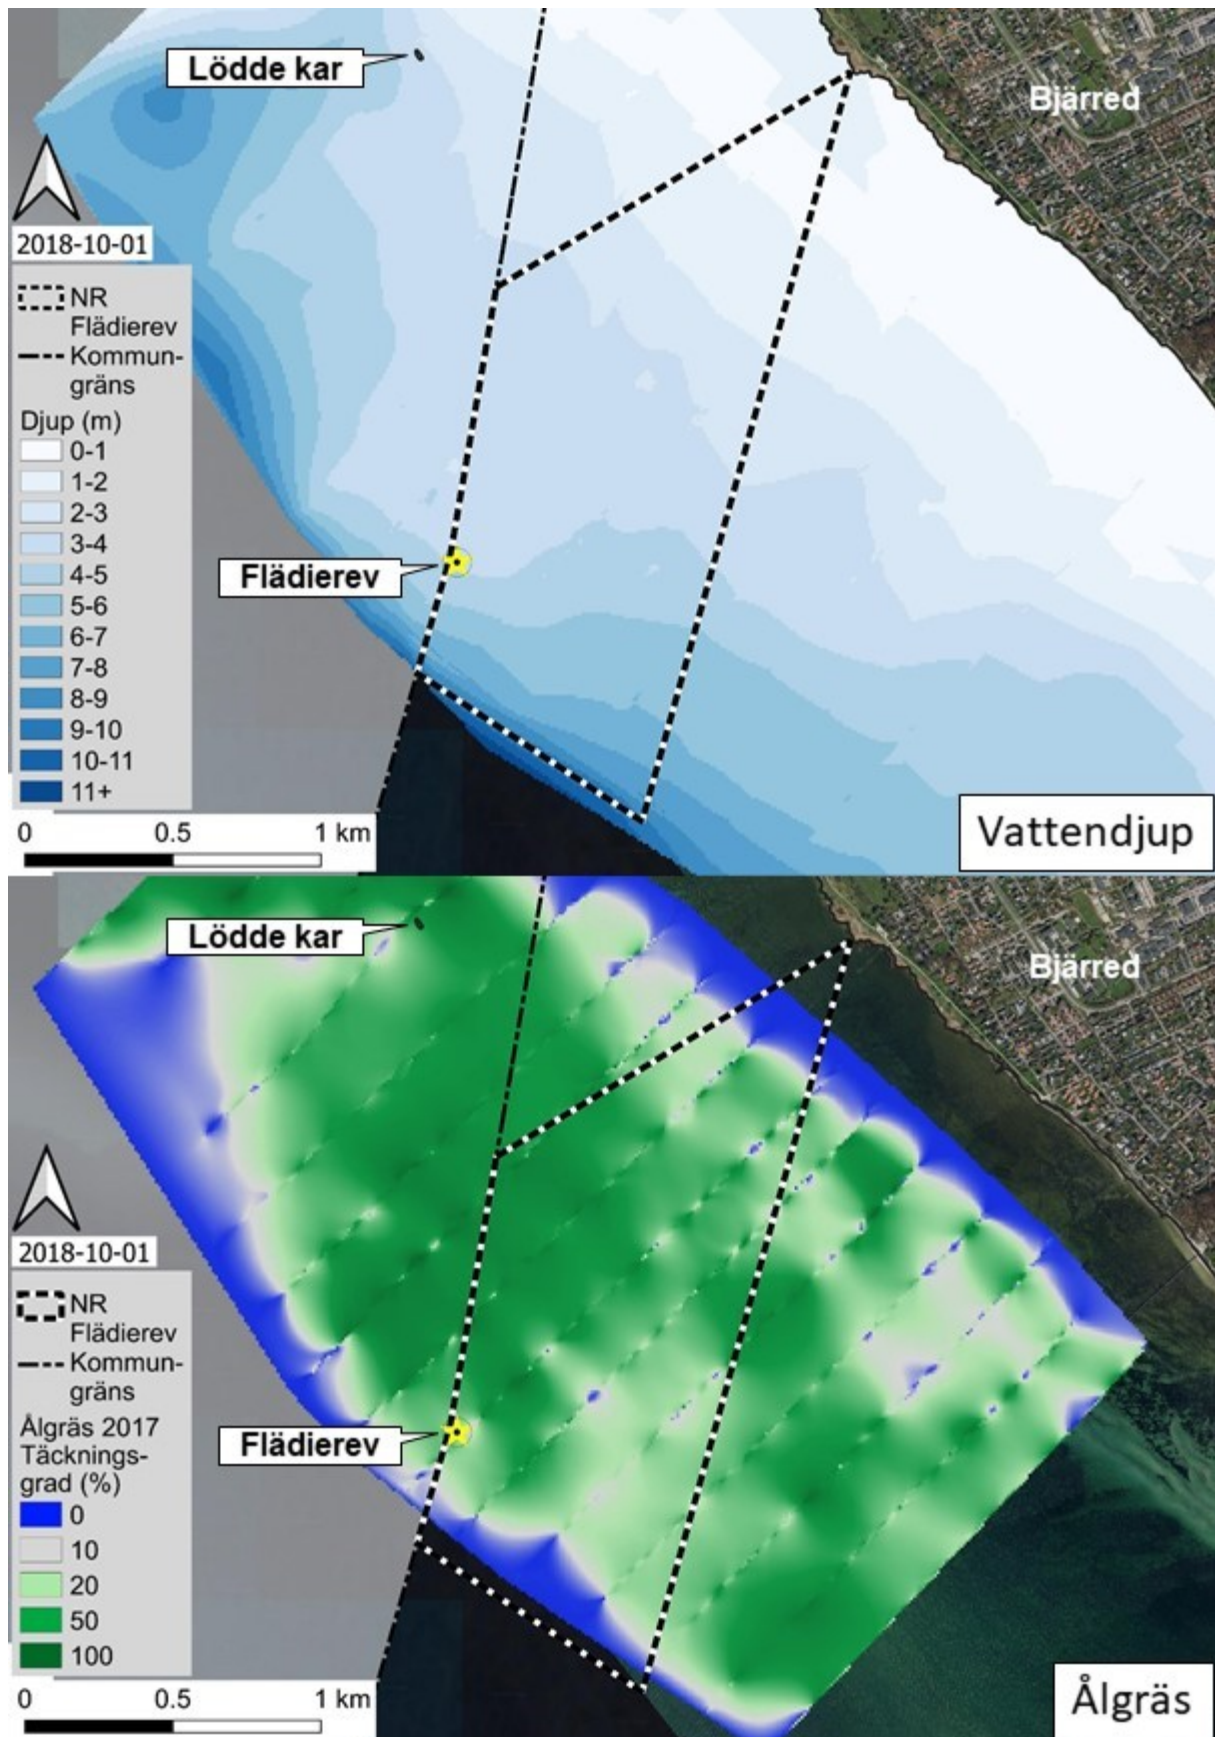 Lödde kar
Bjärred
2018-10-01
NR
Flädierev
Kommun-
gräns
Djup (m)
0-1
1-2
2-3
3-4
4-5
5-6
6-7
7-8
8-9
9-10
10-11
11+
Flädierev
0 0.5 1 km
Vattendjup
Lödde kar
Bjärred
2018-10-01
NR
Flädierev
Kommun-
gräns
Ålgräs 2017
Täcknings-
grad (%)
0
10
20
50
100
Flädierev
0 0.5 1 km
Ålgräs